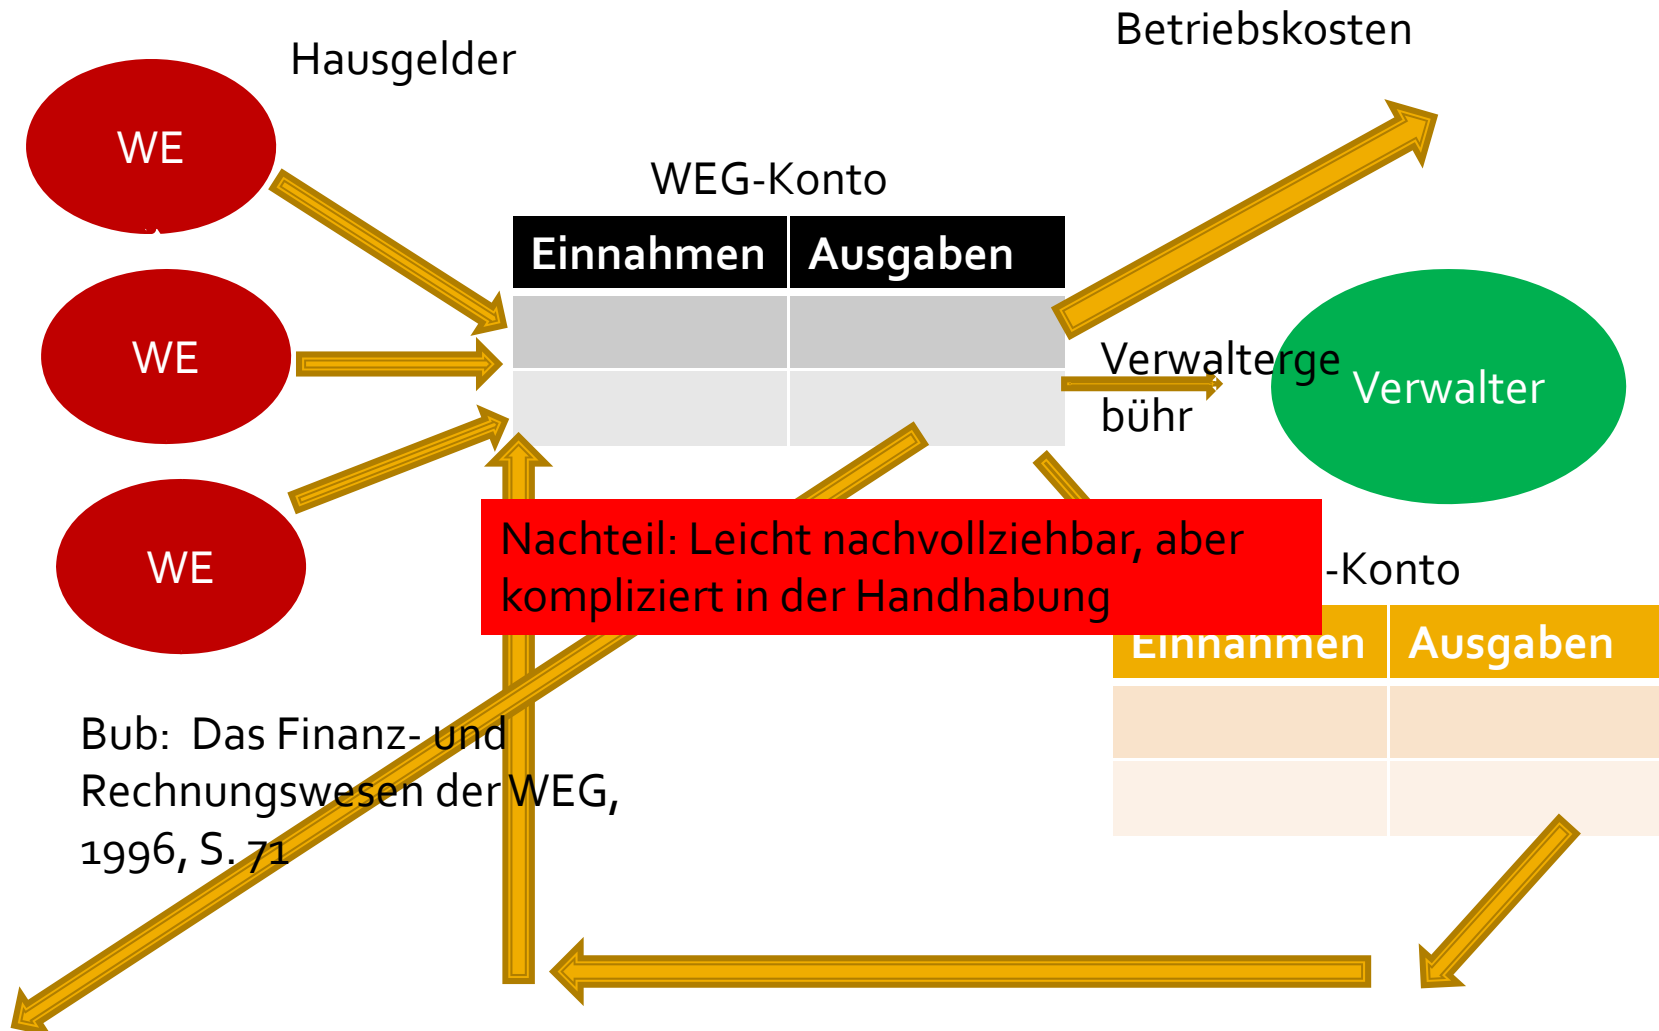 Betriebskosten
Hausgelder
WE
WEG-Konto
Einnahmen Ausgaben
WE
Verwalterge
bühr
Verwalter
Nachteil: Leicht nachvollziehbar, aber
kompliziert in der Handhabung
WE
-Konto
Einnahmen Ausgaben
Bub: Das Finanz- und
Rechnungswesen der WEG,
1996, S. 71